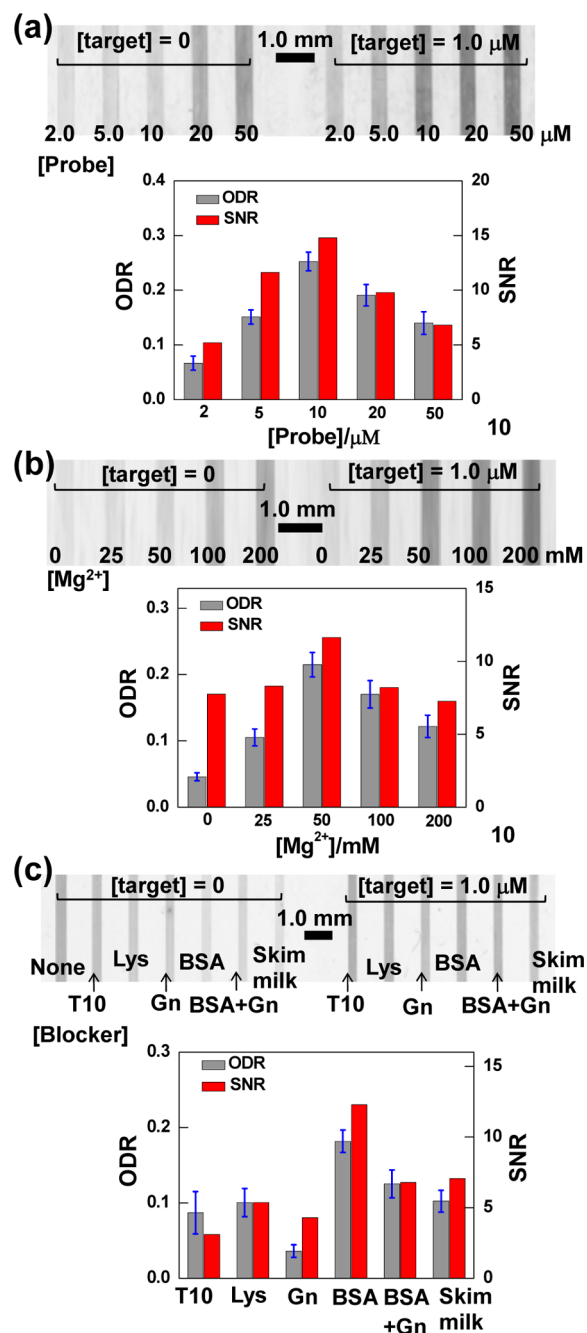 (a)
[target] = 0 1.0 mm [target] = 1.0 μM
2.0 5.0 10 20 50 2.0 5.0 10 20 50 μM
[Probe]
0.4 20
ODR
SNR
0.3 15
ODR
0.2 10
SNR
0.1 5
0.0 0
2 5 10 20 50
[Probe]/μM
10
(b)
[target] = 0 [target] = 1.0 μM
1.0 mm
0 25 50 100 200 0 25 50 100 200 mM
[Mg²⁺]
15
0.3
ODR
SNR
ODR
0.2 10
SNR
0.1 5
0.0 0
0 25 50 100 200
[Mg²⁺]/mM
10
(c)
[target] = 0 [target] = 1.0 μM
1.0 mm
None Lys BSA Skim milk Lys BSA Skim milk
T10 Gn BSA+Gn T10 Gn BSA+Gn
[Blocker]
0.3 15
ODR
SNR
ODR
0.2 10
SNR
0.1 5
0.0 0
T10 Lys Gn BSA BSA Skim
+Gn milk